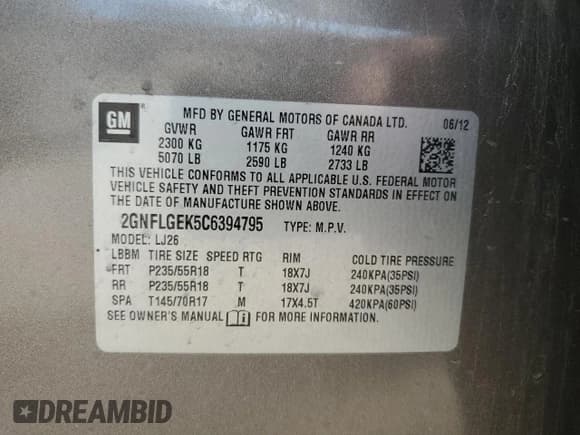 GM ®
MFD BY GENERAL MOTORS OF CANADA LTD. 06/12
GVWR GAWR FRT GAWR RR
2300 KG 1175 KG 1240 KG
5070 LB 2590 LB 2733 LB
THIS VEHICLE CONFORMS TO ALL APPLICABLE U.S. FEDERAL MOTOR
VEHICLE SAFETY AND THEFT PREVENTION STANDARDS IN EFFECT ON
THE DATE OF MANUFACTURE SHOWN ABOVE.
2GNFLGEK5C6394795 TYPE: M.P.V.
MODEL: LJ26
LBBM TIRE SIZE SPEED RTG RIM COLD TIRE PRESSURE
FRT P235/55R18 T 18X7J 240KPA(35PSI)
RR P235/55R18 T 18X7J 240KPA(35PSI)
SPA T145/70R17 M 17X4.5T 420KPA(60PSI)
SEE OWNER'S MANUAL FOR MORE INFORMATION.
DREAMBID